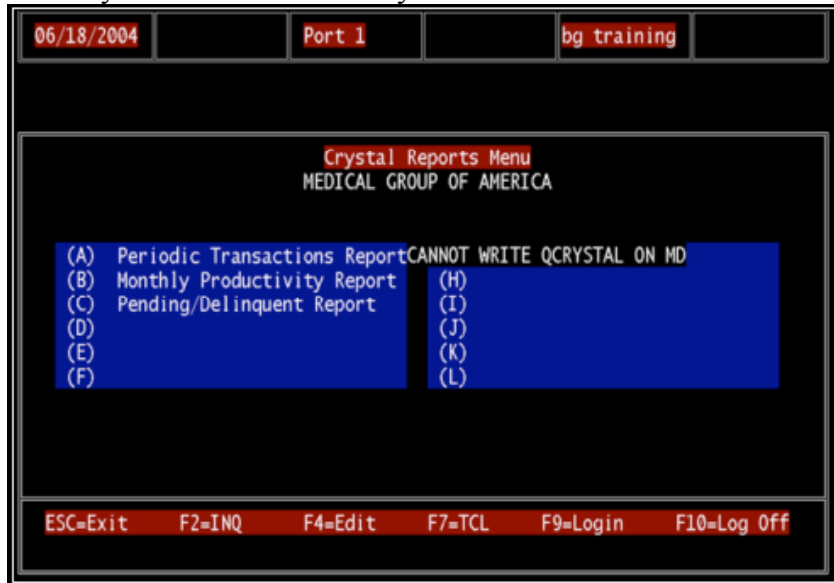 06/18/2004 Port 1 bg training
Crystal Reports Menu
MEDICAL GROUP OF AMERICA
(A) Periodic Transactions ReportCANNOT WRITE QCRYSTAL ON MD
(B) Monthly Productivity Report (H)
(C) Pending/Delinquent Report (I)
(D) (J)
(E) (K)
(F) (L)
ESC=Exit F2=INQ F4=Edit F7=TCL F9=Login F10=Log Off